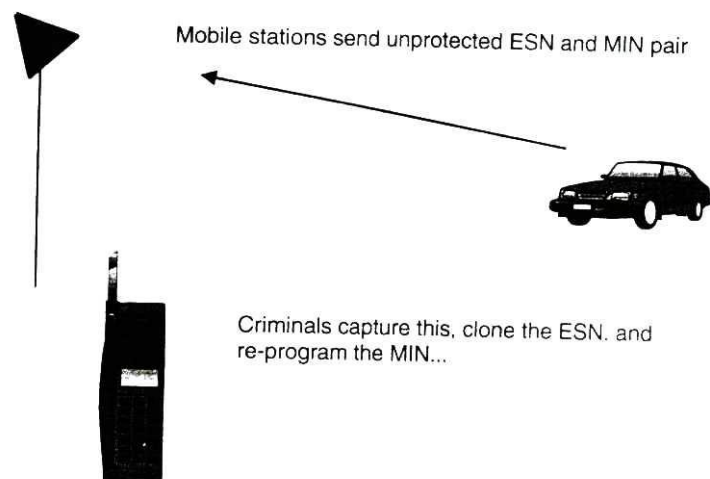 Mobile stations send unprotected ESN and MIN pair
Criminals capture this, clone the ESN. and
re-program the MIN...